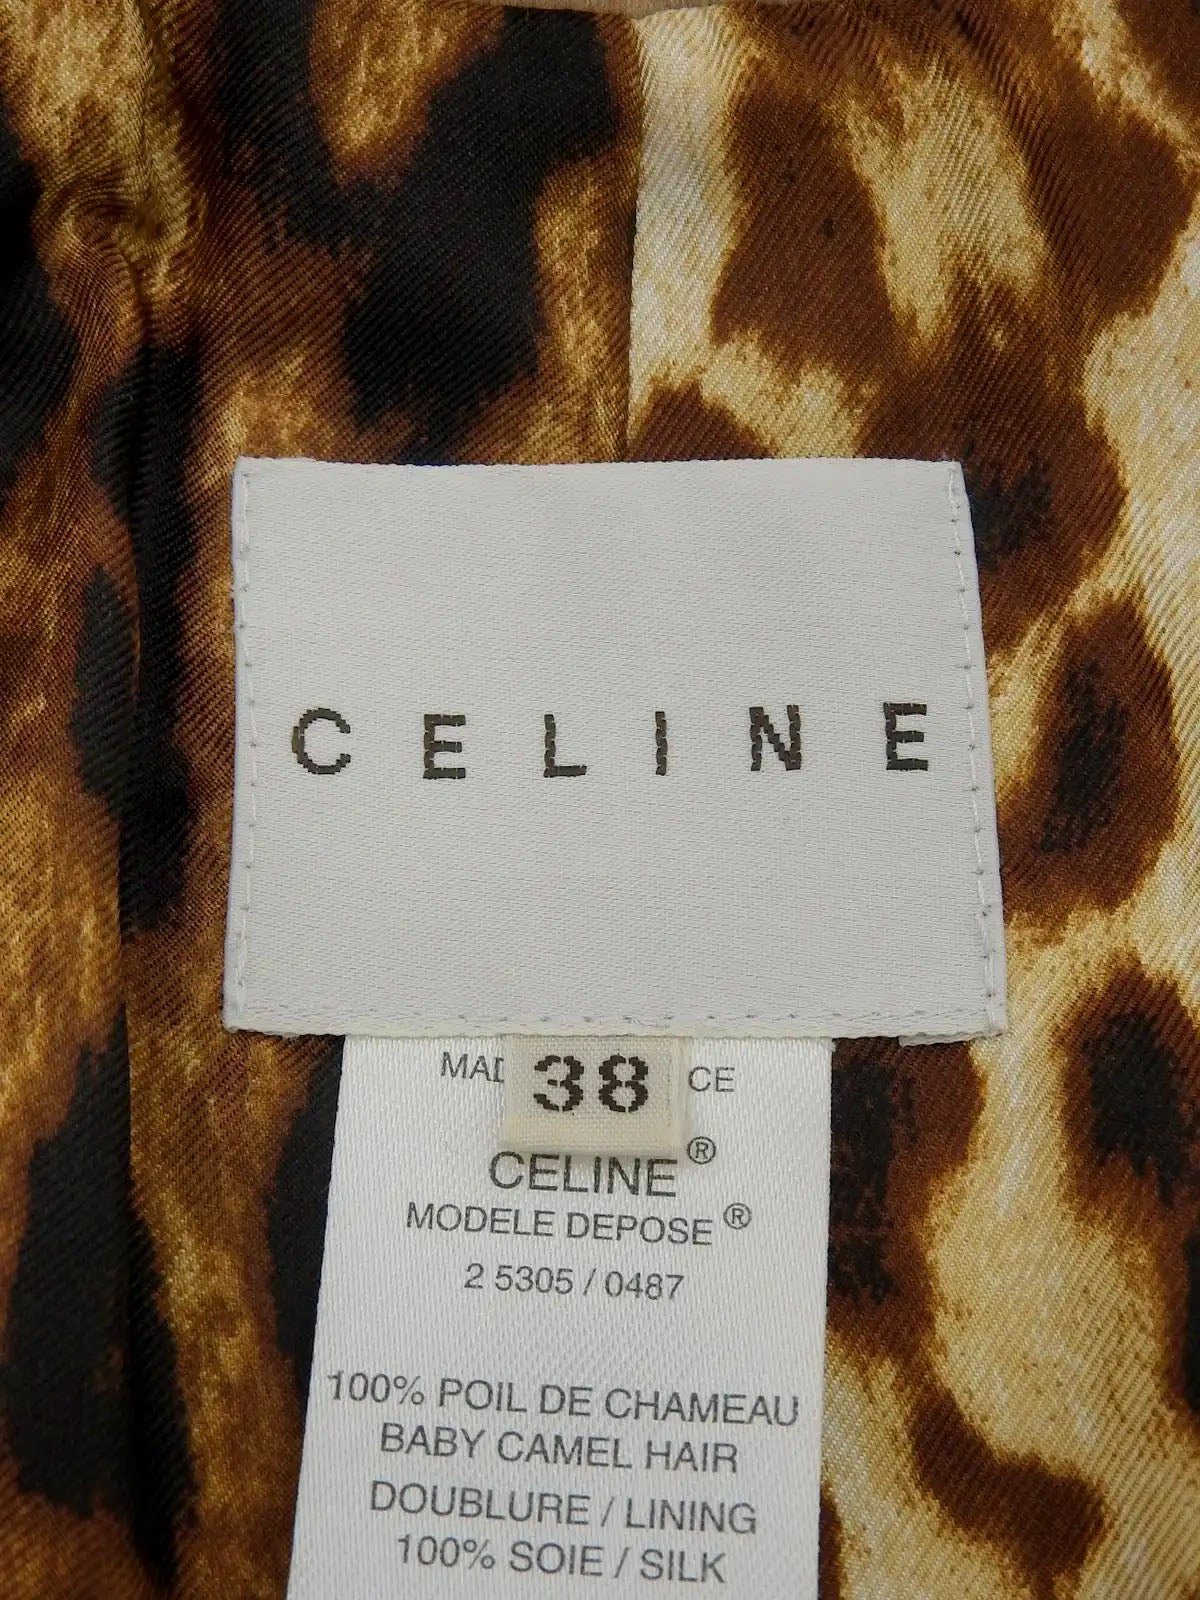 CELINE
38
CE
CELINE®
MODELE DEPOSE®
2 5305 / 0487
100% POIL DE CHAMEAU
BABY CAMEL HAIR
DOUBLURE / LINING
100% SOIE / SILK